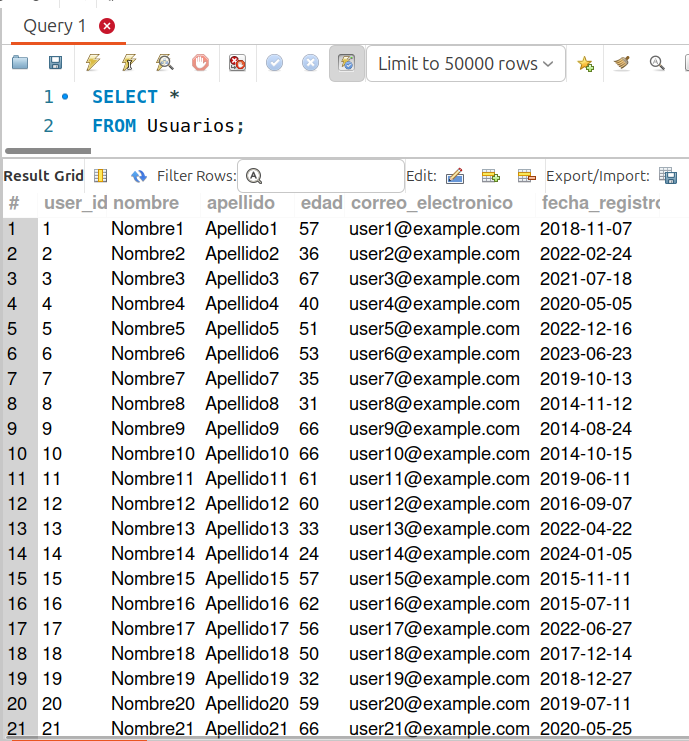 Query 1
Limit to 50000 rows
1 SELECT *
2 FROM Usuarios;
Result Grid Filter Rows: Edit: Export/Import:
# user_id nombre apellido edad correo_electronico fecha_registro
1 1 Nombre1 Apellido1 57 user1@example.com 2018-11-07
2 2 Nombre2 Apellido2 36 user2@example.com 2022-02-24
3 3 Nombre3 Apellido3 67 user3@example.com 2021-07-18
4 4 Nombre4 Apellido4 40 user4@example.com 2020-05-05
5 5 Nombre5 Apellido5 51 user5@example.com 2022-12-16
6 6 Nombre6 Apellido6 53 user6@example.com 2023-06-23
7 7 Nombre7 Apellido7 35 user7@example.com 2019-10-13
8 8 Nombre8 Apellido8 31 user8@example.com 2014-11-12
9 9 Nombre9 Apellido9 66 user9@example.com 2014-08-24
10 10 Nombre10 Apellido10 66 user10@example.com 2014-10-15
11 11 Nombre11 Apellido11 61 user11@example.com 2019-06-11
12 12 Nombre12 Apellido12 60 user12@example.com 2016-09-07
13 13 Nombre13 Apellido13 33 user13@example.com 2022-04-22
14 14 Nombre14 Apellido14 24 user14@example.com 2024-01-05
15 15 Nombre15 Apellido15 57 user15@example.com 2015-11-11
16 16 Nombre16 Apellido16 62 user16@example.com 2015-07-11
17 17 Nombre17 Apellido17 56 user17@example.com 2022-06-27
18 18 Nombre18 Apellido18 50 user18@example.com 2017-12-14
19 19 Nombre19 Apellido19 32 user19@example.com 2018-12-27
20 20 Nombre20 Apellido20 59 user20@example.com 2019-07-11
21 21 Nombre21 Apellido21 66 user21@example.com 2020-05-25